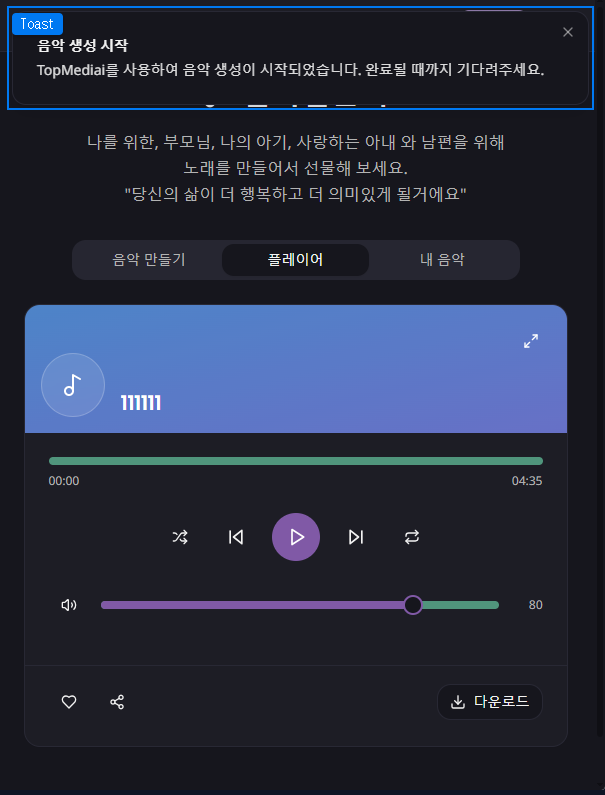 Toast
음악 생성 시작
TopMediai를 사용하여 음악 생성이 시작되었습니다. 완료될 때까지 기다려주세요.
나를 위한, 부모님, 나의 아기, 사랑하는 아내 와 남편을 위해
노래를 만들어서 선물해 보세요.
"당신의 삶이 더 행복하고 더 의미있게 될거에요"
음악 만들기
플레이어
내 음악
111111
00:00
04:35
80
다운로드